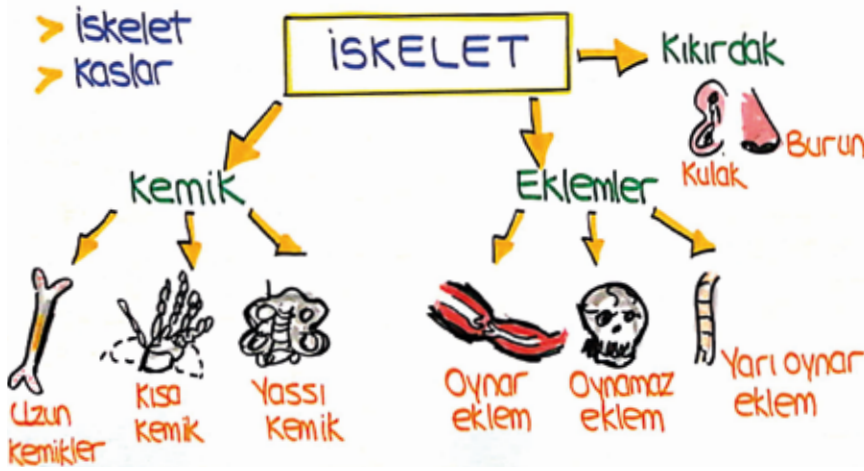 > İskelet
> Kaslar
İSKELET
Kıkırdak
Kulak
Burun
Kemik
Eklemler
Uzun
kemikler
Kısa
kemik
Yassı
kemik
Oynar
eklem
Oynamaz
eklem
Yarı oynar
eklem